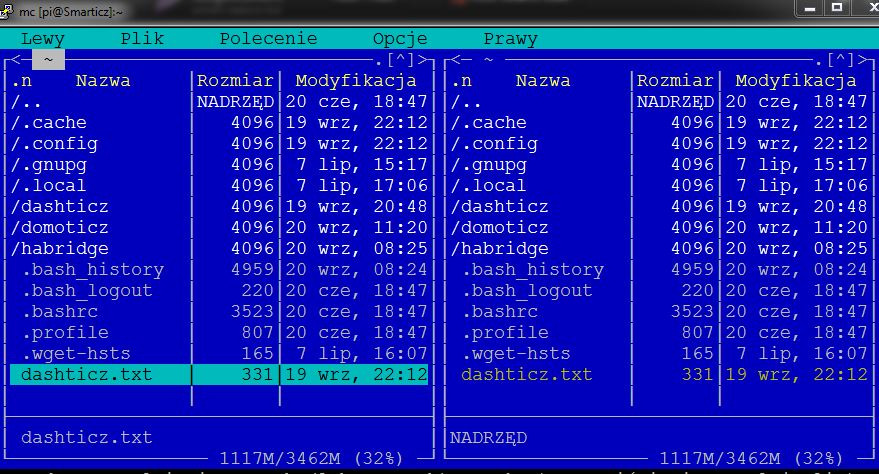 mc [pi@Smarticz]:~
Lewy Plik Polecenie Opcje Prawy
<─ ~ ─.[^]> <─ ~ ─.[^]>
.n Nazwa │Rozmiar│ Modyfikacja .n Nazwa │Rozmiar│ Modyfikacja
/.. │NADRZĘD│20 cze, 18:47 /.. │NADRZĘD│20 cze, 18:47
/.cache │ 4096│19 wrz, 22:12 /.cache │ 4096│19 wrz, 22:12
/.config │ 4096│19 wrz, 22:12 /.config │ 4096│19 wrz, 22:12
/.gnupg │ 4096│ 7 lip, 15:17 /.gnupg │ 4096│ 7 lip, 15:17
/.local │ 4096│ 7 lip, 17:06 /.local │ 4096│ 7 lip, 17:06
/dashticz │ 4096│19 wrz, 20:48 /dashticz │ 4096│19 wrz, 20:48
/domoticz │ 4096│20 wrz, 11:20 /domoticz │ 4096│20 wrz, 11:20
/habridge │ 4096│20 wrz, 08:25 /habridge │ 4096│20 wrz, 08:25
.bash_history │ 4959│20 wrz, 08:24 .bash_history │ 4959│20 wrz, 08:24
.bash_logout │ 220│20 cze, 18:47 .bash_logout │ 220│20 cze, 18:47
.bashrc │ 3523│20 cze, 18:47 .bashrc │ 3523│20 cze, 18:47
.profile │ 807│20 cze, 18:47 .profile │ 807│20 cze, 18:47
.wget-hsts │ 165│ 7 lip, 16:07 .wget-hsts │ 165│ 7 lip, 16:07
dashticz.txt │ 331│19 wrz, 22:12 dashticz.txt │ 331│19 wrz, 22:12
dashticz.txt NADRZĘD
1117M/3462M (32%) 1117M/3462M (32%)